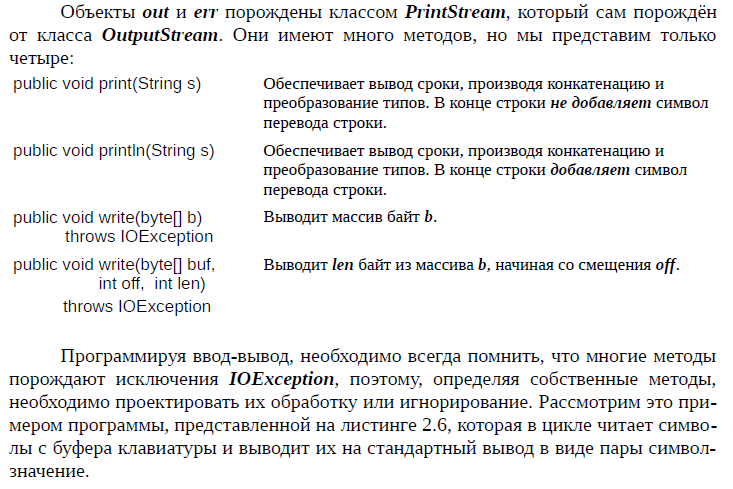 Объекты out и err порождены классом PrintStream, который сам порождён
от класса OutputStream. Они имеют много методов, но мы представим только
четыре:
public void print(String s) Обеспечивает вывод сроки, производя конкатенацию и
преобразование типов. В конце строки не добавляет символ
перевода строки.
public void println(String s) Обеспечивает вывод сроки, производя конкатенацию и
преобразование типов. В конце строки добавляет символ
перевода строки.
public void write(byte[] b) Выводит массив байт b.
throws IOException
public void write(byte[] buf, Выводит len байт из массива b, начиная со смещения off.
int off, int len)
throws IOException
Программируя ввод-вывод, необходимо всегда помнить, что многие методы
порождают исключения IOException, поэтому, определяя собственные методы,
необходимо проектировать их обработку или игнорирование. Рассмотрим это при-
мером программы, представленной на листинге 2.6, которая в цикле читает симво-
лы с буфера клавиатуры и выводит их на стандартный вывод в виде пары символ-
значение.